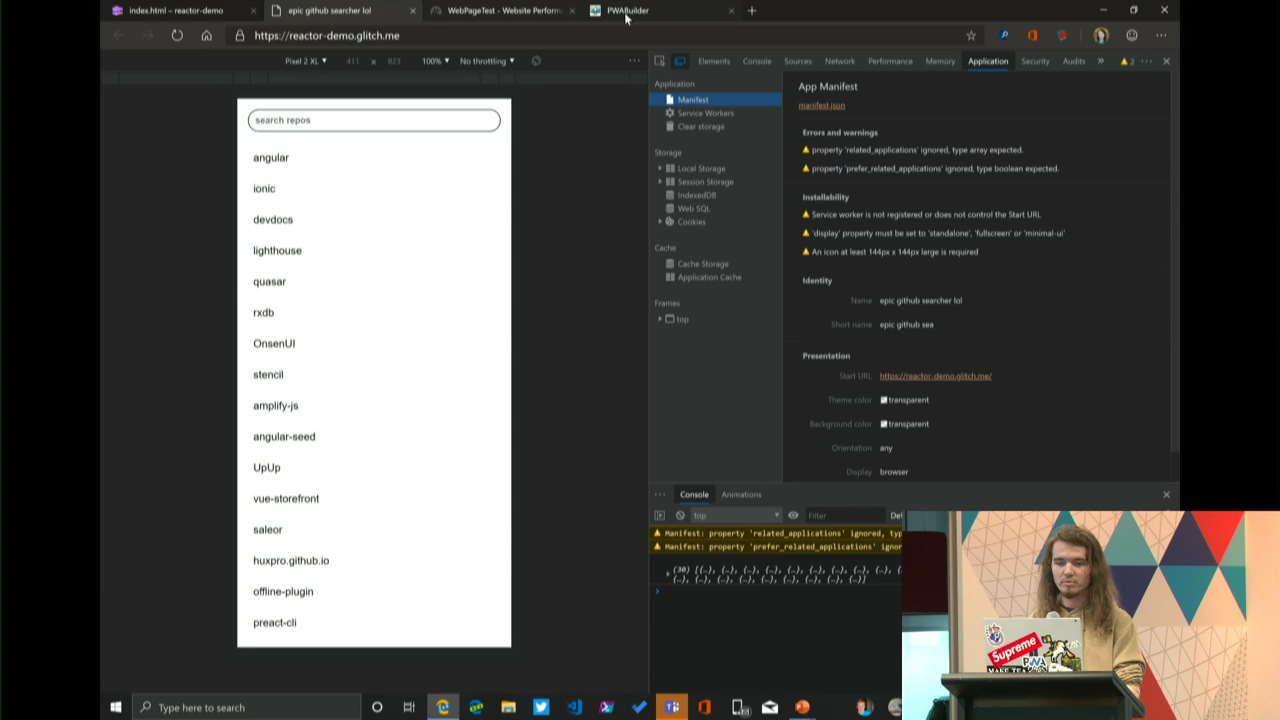 index.html – reactor-demo
epic github searcher lol
WebPageTest - Website Perform
PWABuilder
https://reactor-demo.glitch.me
Pixel 2 XL ▼ 411 × 823 100% ▼ No throttling ▼
Elements Console Sources Network Performance Memory Application Security Audits » 2
search repos
angular
ionic
devdocs
lighthouse
quasar
rxdb
OnsenUI
stencil
amplify-js
angular-seed
UpUp
vue-storefront
saleor
huxpro.github.io
offline-plugin
preact-cli
Application
Manifest
Service Workers
Clear storage
Storage
Local Storage
Session Storage
IndexedDB
Web SQL
Cookies
Cache
Cache Storage
Application Cache
Frames
top
App Manifest
manifest.json
Errors and warnings
property 'related_applications' ignored, type array expected.
property 'prefer_related_applications' ignored, type boolean expected.
Installability
Service worker is not registered or does not control the Start URL
'display' property must be set to 'standalone', 'fullscreen' or 'minimal-ui'
An icon at least 144px x 144px large is required
Identity
Name epic github searcher lol
Short name epic github sea
Presentation
Start URL https://reactor-demo.glitch.me/
Theme color transparent
Background color transparent
Orientation any
Display browser
Console Animations
top Filter Def
Manifest: property 'related_applications' ignored, typ
Manifest: property 'prefer_related_applications' ignor
(30) [{…}, {…}, {…}, {…}, {…}, {…}, {…}, {…}, {…},
{…}, {…}, {…}, {…}, {…}, {…}, {…}, {…}]
Type here to search
Supreme
PWA